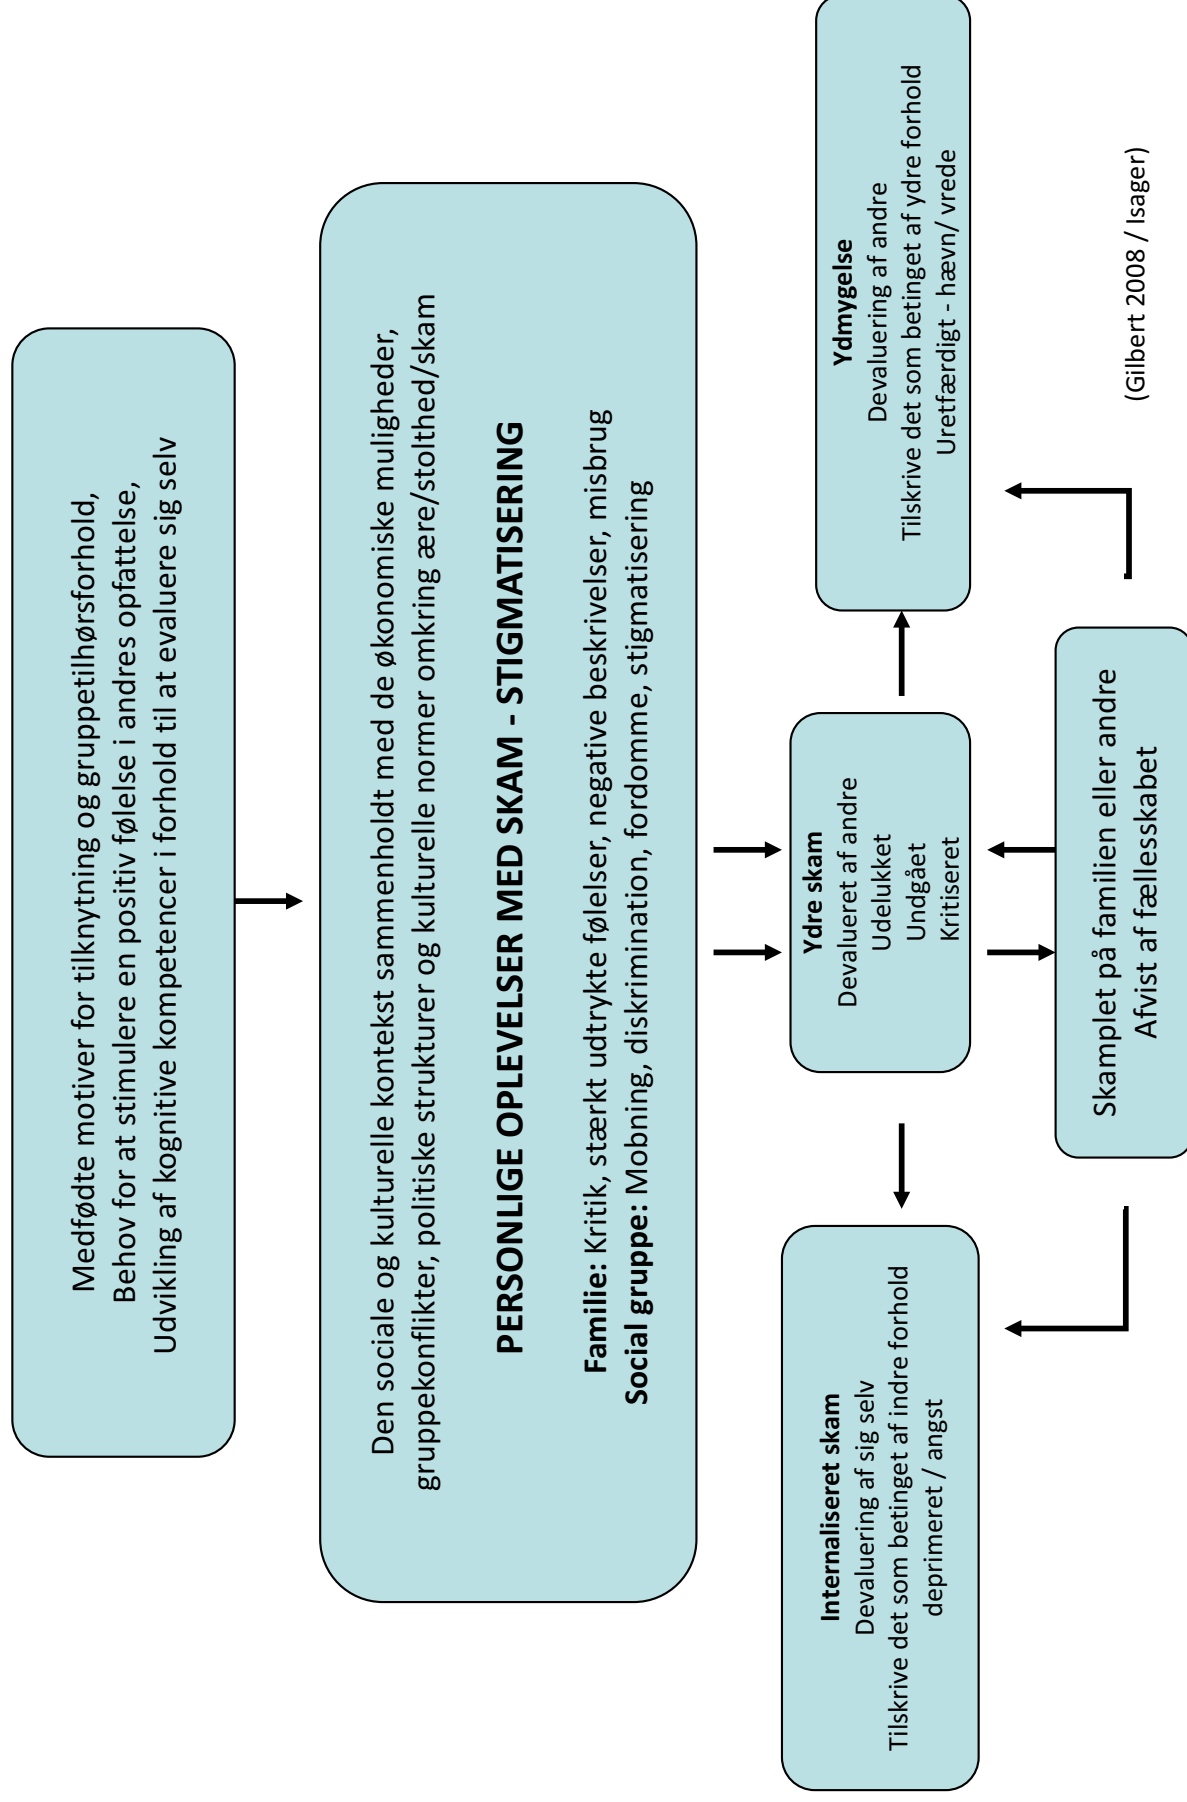 Medfødte motiver for tilknytning og gruppetilhørsforhold,
Behov for at stimulere en positiv følelse i andres opfattelse,
Udvikling af kognitive kompetencer i forhold til at evaluere sig selv
Den sociale og kulturelle kontekst sammenholdt med de økonomiske muligheder,
gruppekonflikter, politiske strukturer og kulturelle normer omkring ære/stolthed/skam
PERSONLIGE OPLEVELSER MED SKAM - STIGMATISERING
Familie: Kritik, stærkt udtrykte følelser, negative beskrivelser, misbrug
Social gruppe: Mobning, diskrimination, fordomme, stigmatisering
Internaliseret skam
Devaluering af sig selv
Tilskrive det som betinget af indre forhold
deprimeret / angst
Ydre skam
Devalueret af andre
Udelukket
Undgået
Kritiseret
Ydmygelse
Devaluering af andre
Tilskrive det som betinget af ydre forhold
Uretfærdigt - hævn/ vrede
Skamplet på familien eller andre
Afvist af fællesskabet
(Gilbert 2008 / Isager)